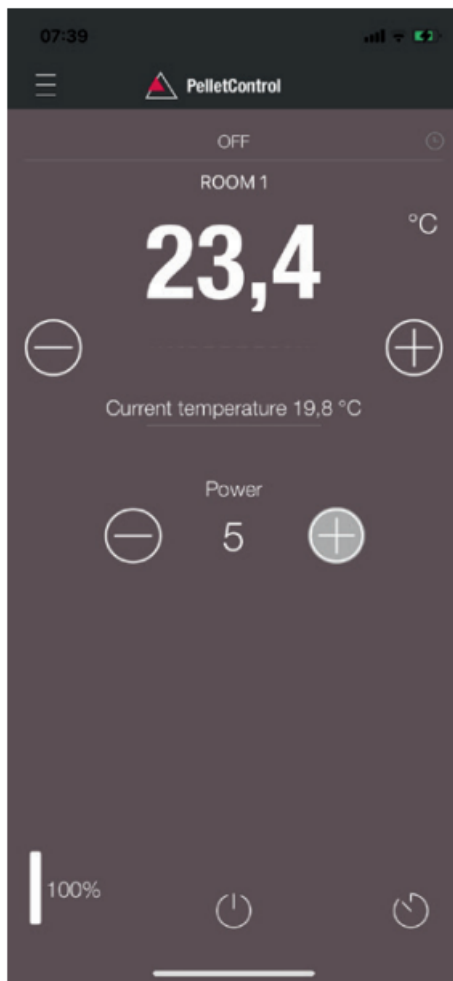 07:39
PelletControl
OFF
ROOM 1
23,4
°C
Current temperature 19,8 °C
Power
5
100%